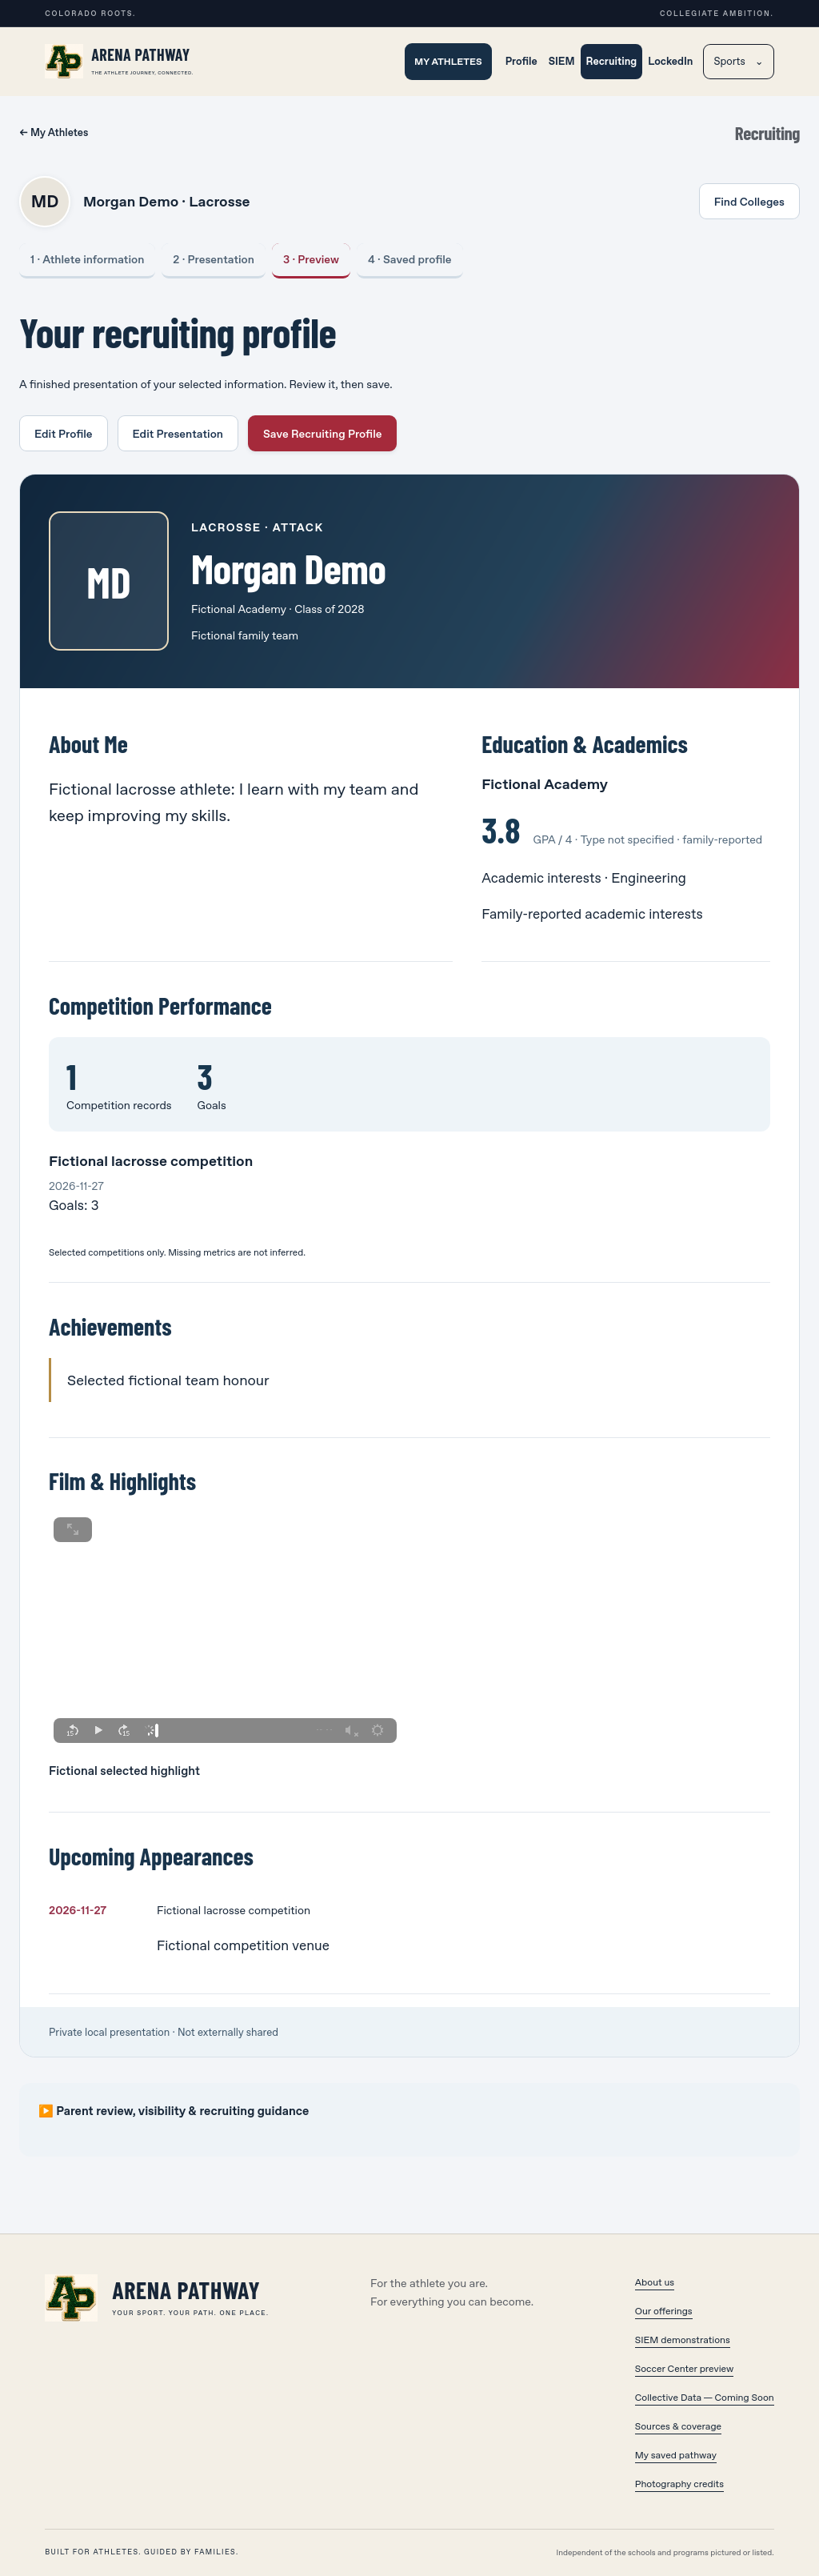 COLORADO ROOTS.
COLLEGIATE AMBITION.
AP
ARENA PATHWAY
THE ATHLETE JOURNEY, CONNECTED.
MY ATHLETES
Profile
SIEM
Recruiting
LockedIn
Sports
← My Athletes
Recruiting
MD
Morgan Demo · Lacrosse
Find Colleges
1 · Athlete information
2 · Presentation
3 · Preview
4 · Saved profile
Your recruiting profile
A finished presentation of your selected information. Review it, then save.
Edit Profile
Edit Presentation
Save Recruiting Profile
MD
LACROSSE · ATTACK
Morgan Demo
Fictional Academy · Class of 2028
Fictional family team
About Me
Fictional lacrosse athlete: I learn with my team and
keep improving my skills.
Education & Academics
Fictional Academy
3.8 GPA / 4 · Type not specified · family-reported
Academic interests · Engineering
Family-reported academic interests
Competition Performance
1
Competition records
3
Goals
Fictional lacrosse competition
2026-11-27
Goals: 3
Selected competitions only. Missing metrics are not inferred.
Achievements
Selected fictional team honour
Film & Highlights
15
15
Fictional selected highlight
Upcoming Appearances
2026-11-27
Fictional lacrosse competition
Fictional competition venue
Private local presentation · Not externally shared
Parent review, visibility & recruiting guidance
AP
ARENA PATHWAY
YOUR SPORT. YOUR PATH. ONE PLACE.
For the athlete you are.
For everything you can become.
About us
Our offerings
SIEM demonstrations
Soccer Center preview
Collective Data — Coming Soon
Sources & coverage
My saved pathway
Photography credits
BUILT FOR ATHLETES. GUIDED BY FAMILIES.
Independent of the schools and programs pictured or listed.